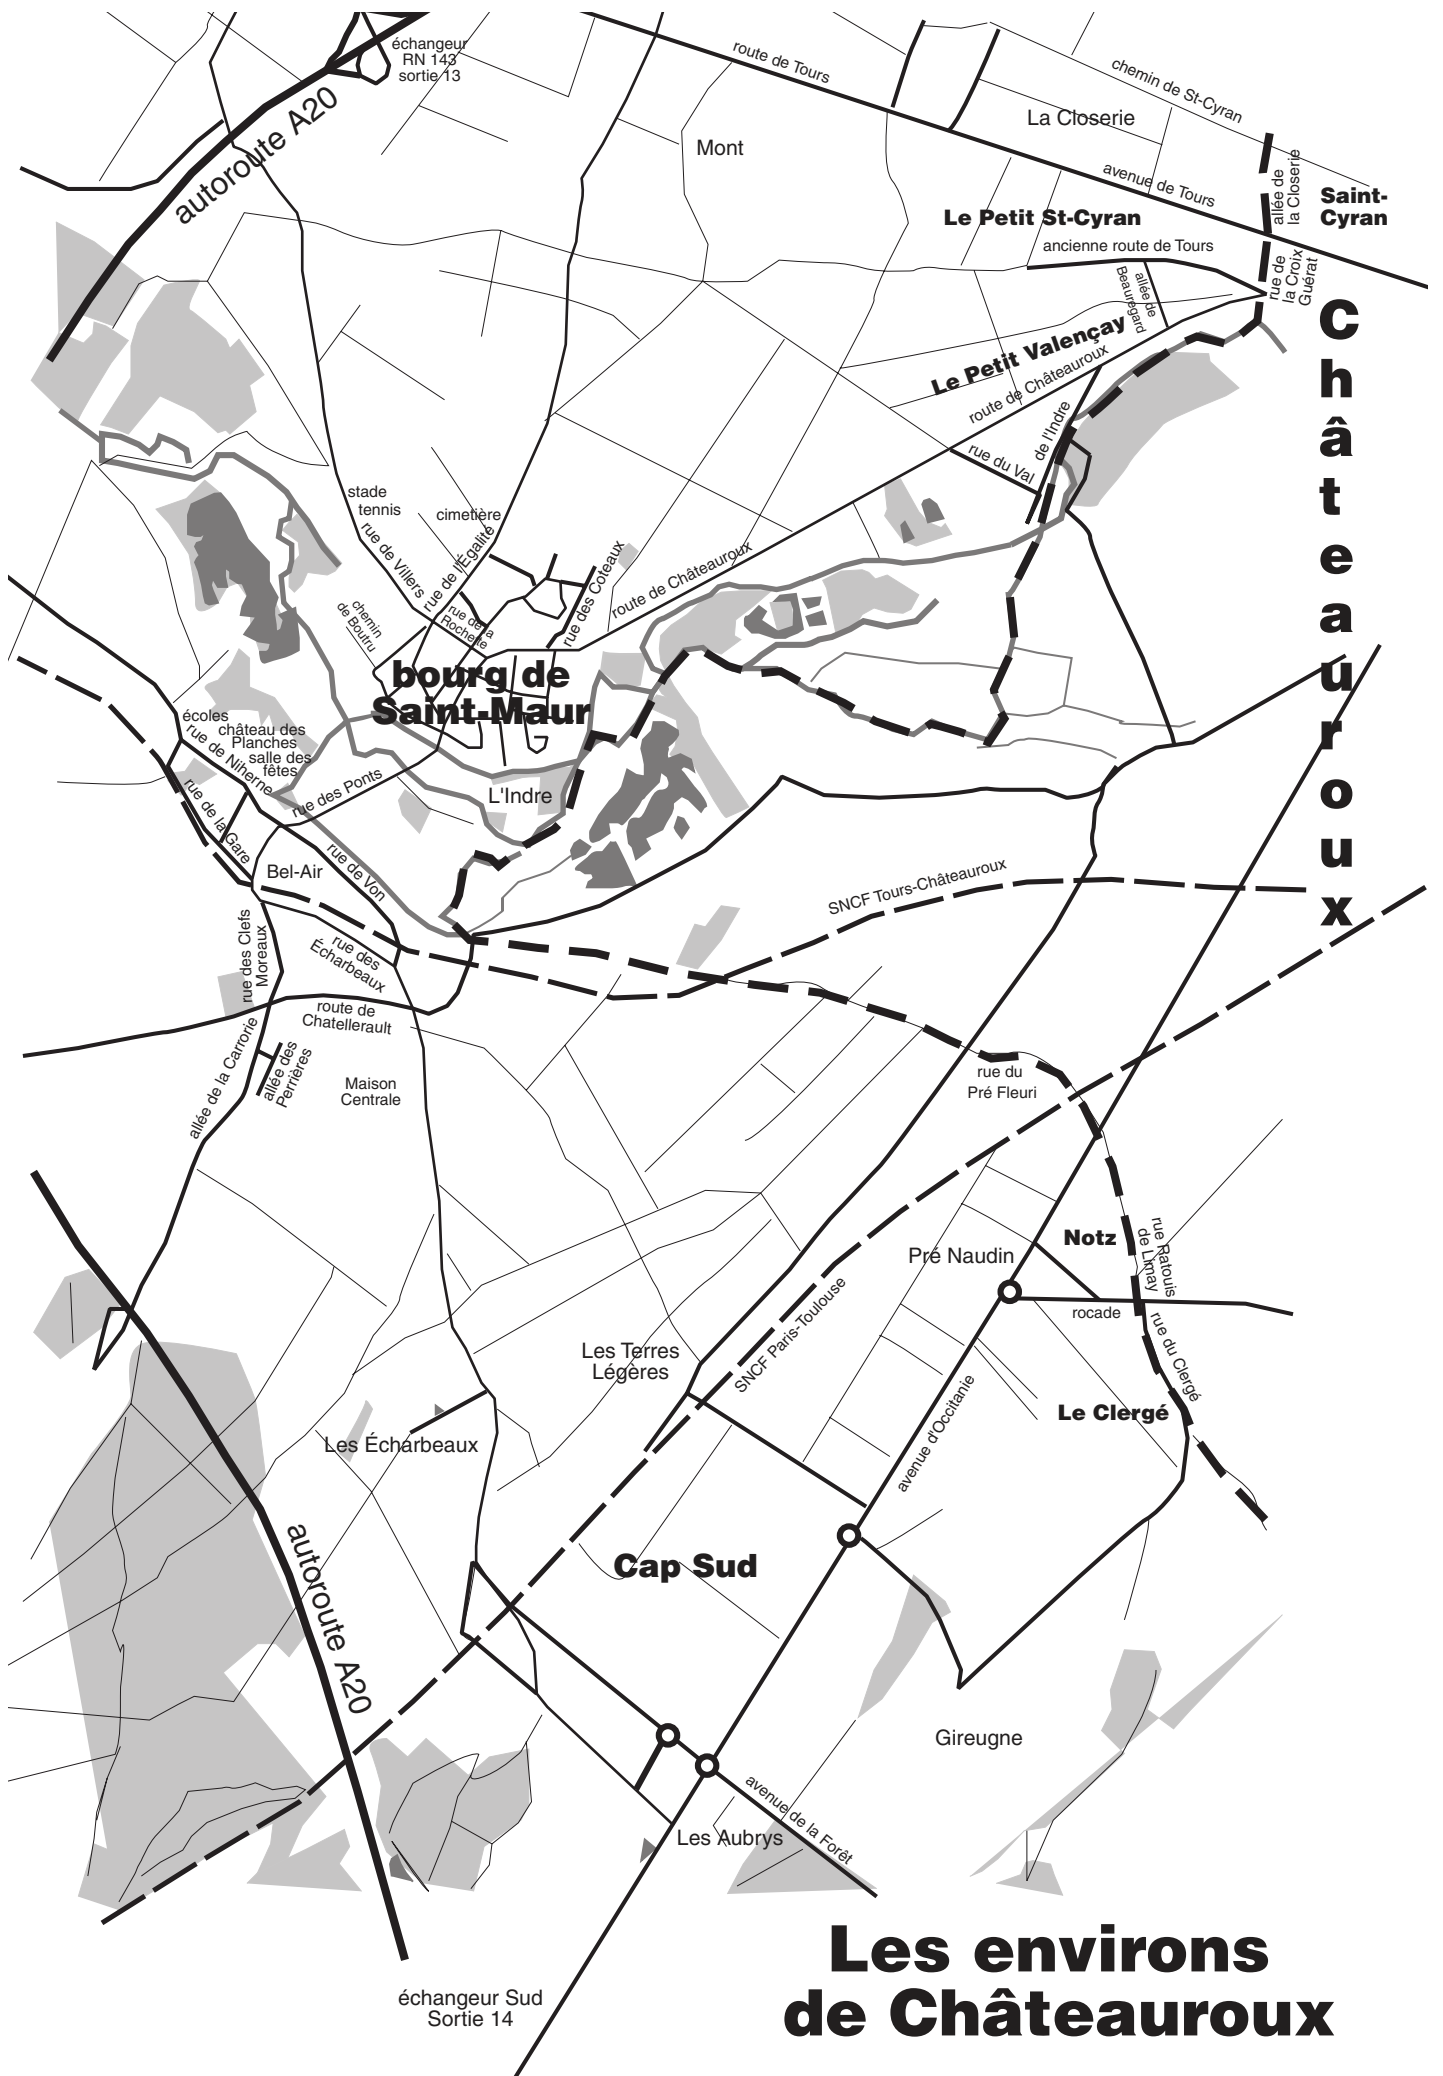 échangeur
RN 143
sortie 13
autoroute A20
route de Tours
chemin de St-Cyran
La Closerie
Mont
avenue de Tours
allée de
la Closerie
Saint-
Cyran
Le Petit St-Cyran
ancienne route de Tours
rue de
la Croix
Guérat
allée de
Beauregard
Châteauroux
Le Petit Valençay
route de Châteauroux
de l'Indre
rue du Val
stade
tennis
cimetière
rue de Villers
rue de l'Égalité
rue des Coteaux
route de Châteauroux
chemin
de Boutru
rue de la
Rochette
bourg de
Saint-Maur
écoles
château des
Planches
salle des
fêtes
rue de Niherne
rue des Ponts
L'Indre
rue de la Gare
Bel-Air
rue de Von
SNCF Tours-Châteauroux
rue des Clefs
Moreaux
rue des
Écharbeaux
route de
Chatellerault
allée de la Carrorie
allée des
Perrières
Maison
Centrale
rue du
Pré Fleuri
Notz
rue Ratouis
de Limay
Pré Naudin
rocade
rue du Clergé
SNCF Paris-Toulouse
Les Terres
Légères
avenue d'Occitanie
Le Clergé
Les Écharbeaux
autoroute A20
Cap Sud
Gireugne
avenue de la Forêt
Les Aubrys
Les environs
de Châteauroux
échangeur Sud
Sortie 14